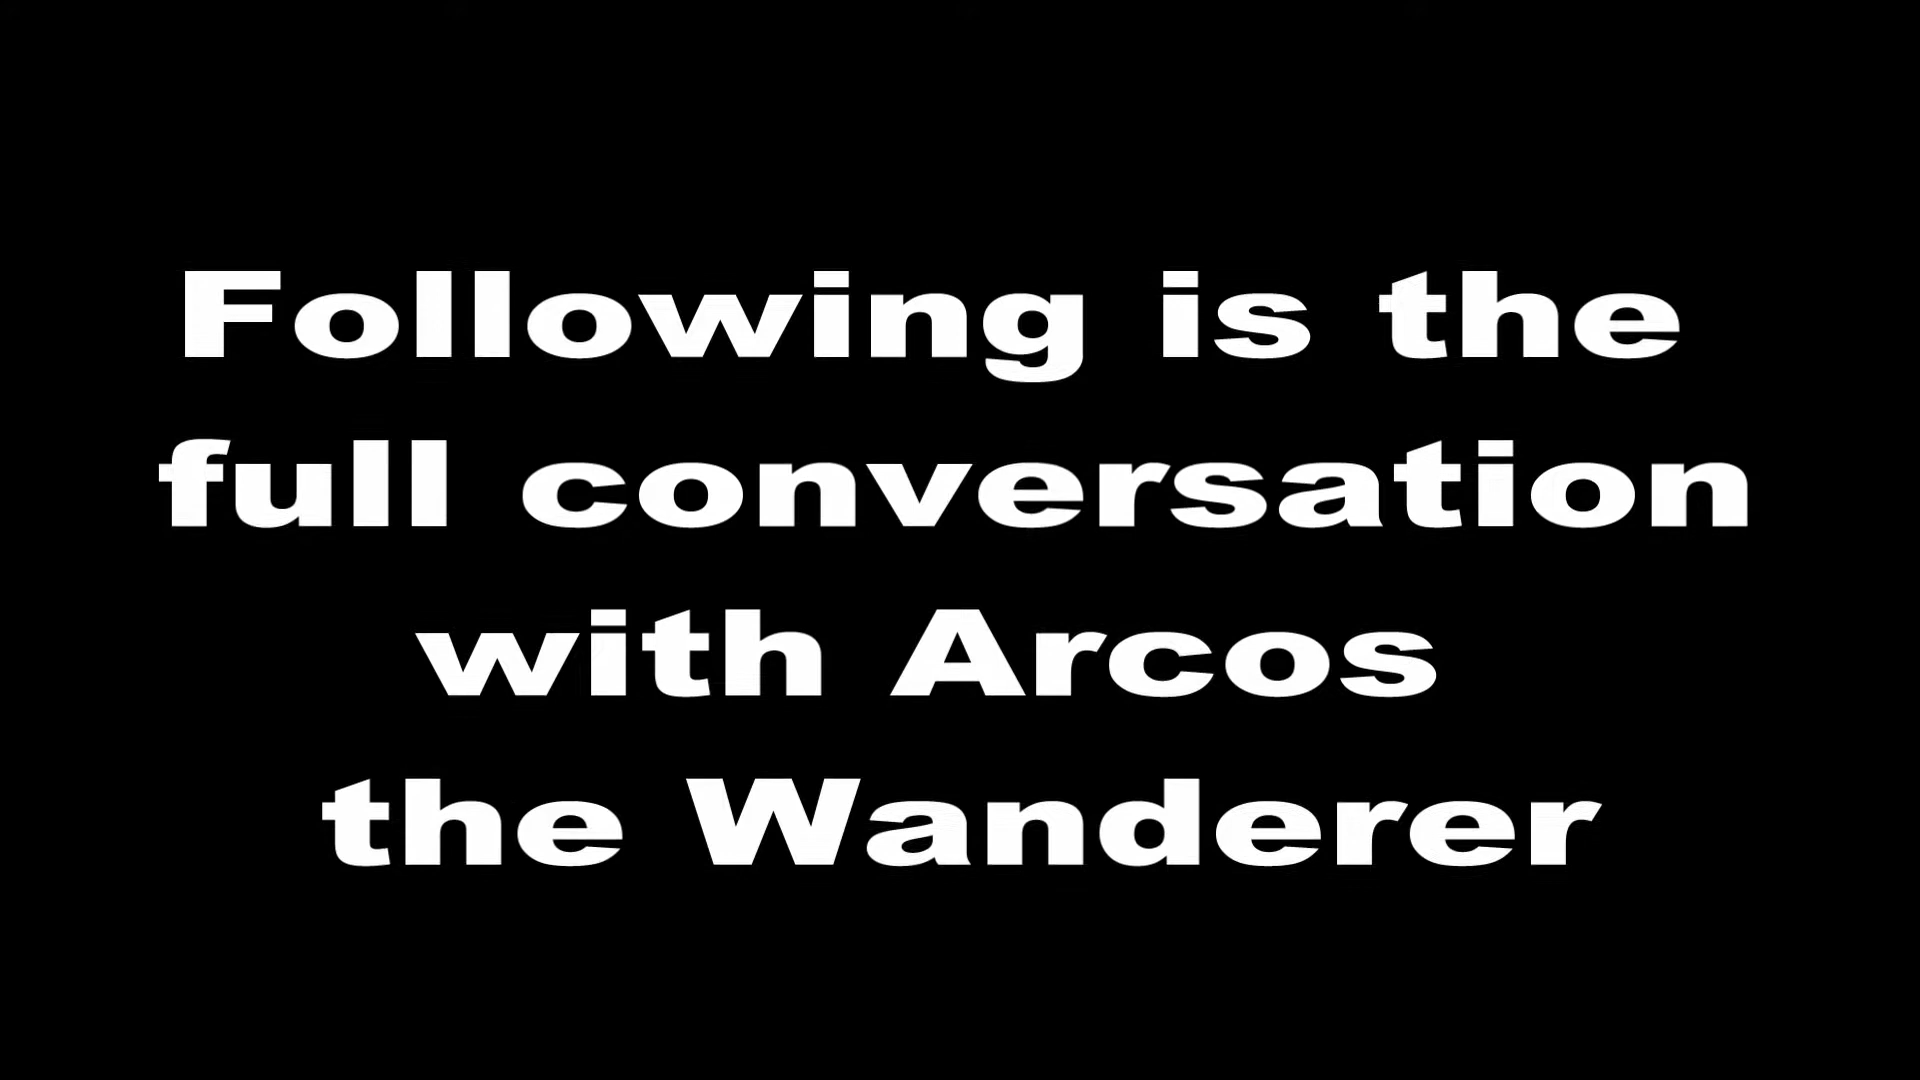 Following is the
full conversation
with Arcos
the Wanderer